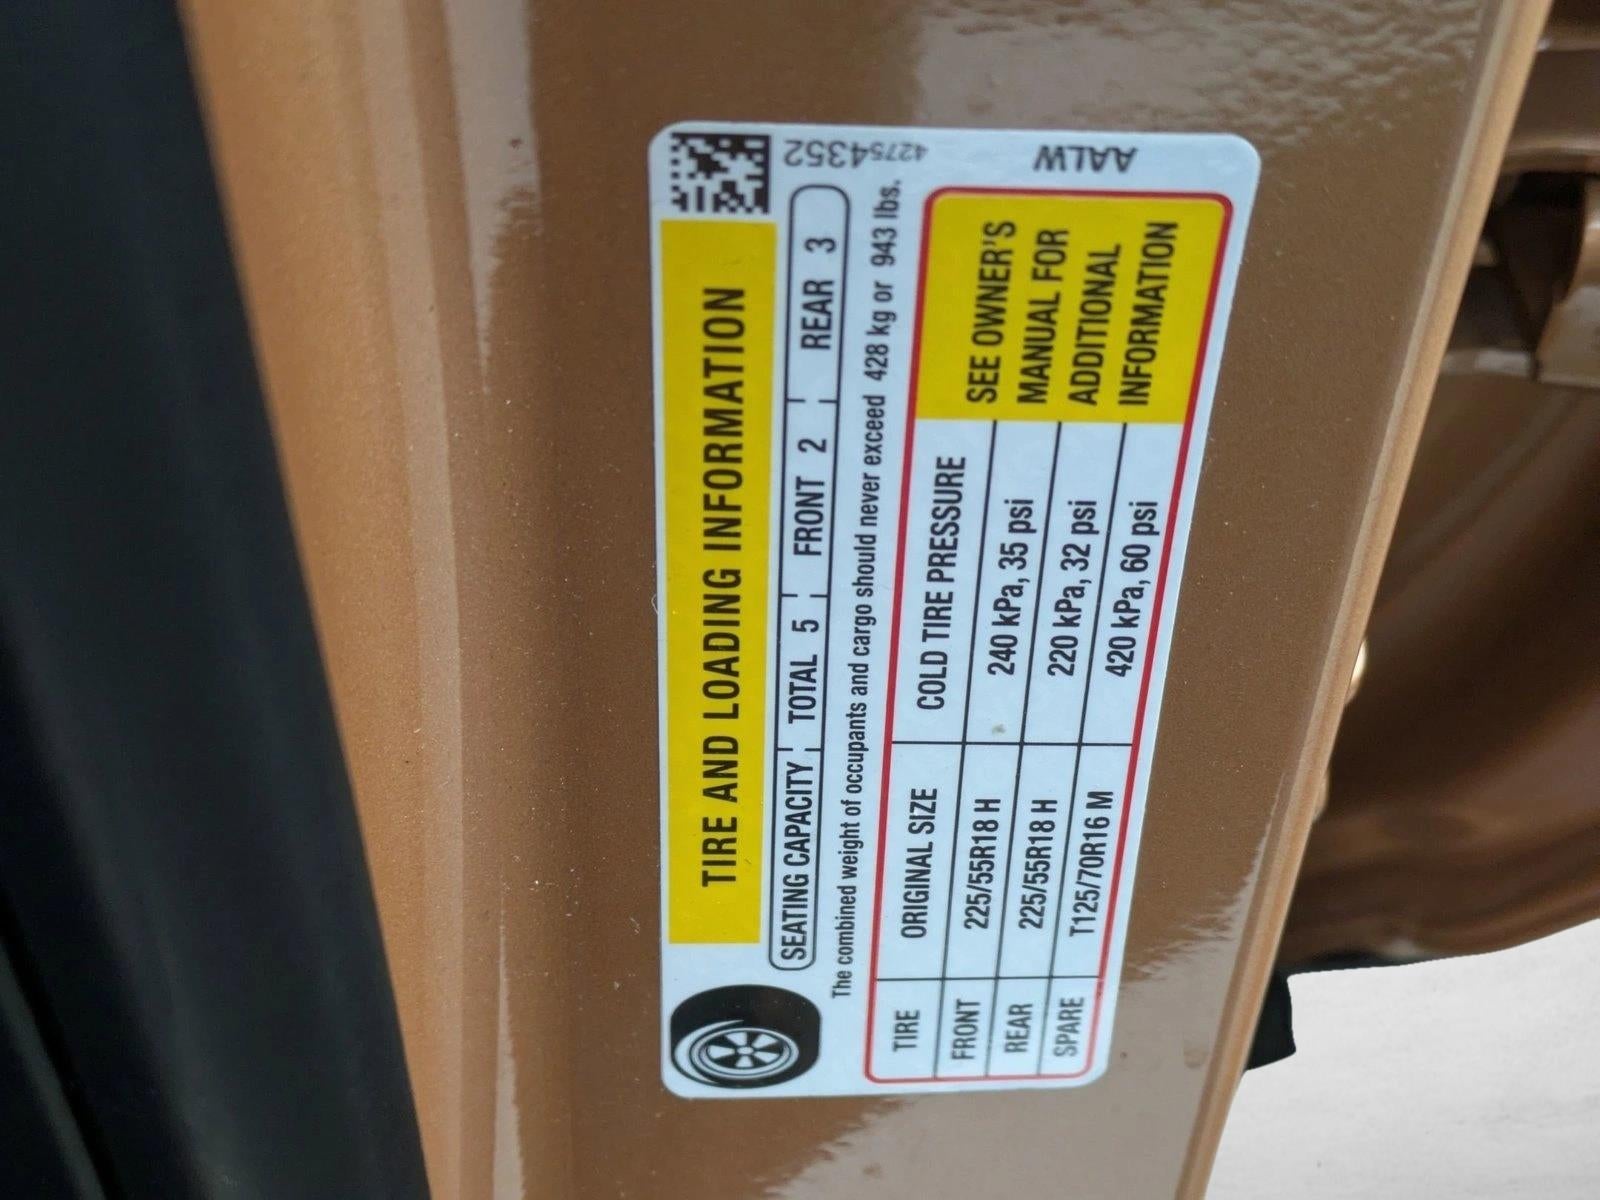 TIRE AND LOADING INFORMATION
SEATING CAPACITY TOTAL 5 FRONT 2 REAR 3
The combined weight of occupants and cargo should never exceed 428 kg or 943 lbs.
TIRE ORIGINAL SIZE COLD TIRE PRESSURE
FRONT 225/55R18 H 240 kPa, 35 psi
REAR 225/55R18 H 220 kPa, 32 psi
SPARE T125/70R16 M 420 kPa, 60 psi
SEE OWNER'S
MANUAL FOR
ADDITIONAL
INFORMATION
42754352
AALW